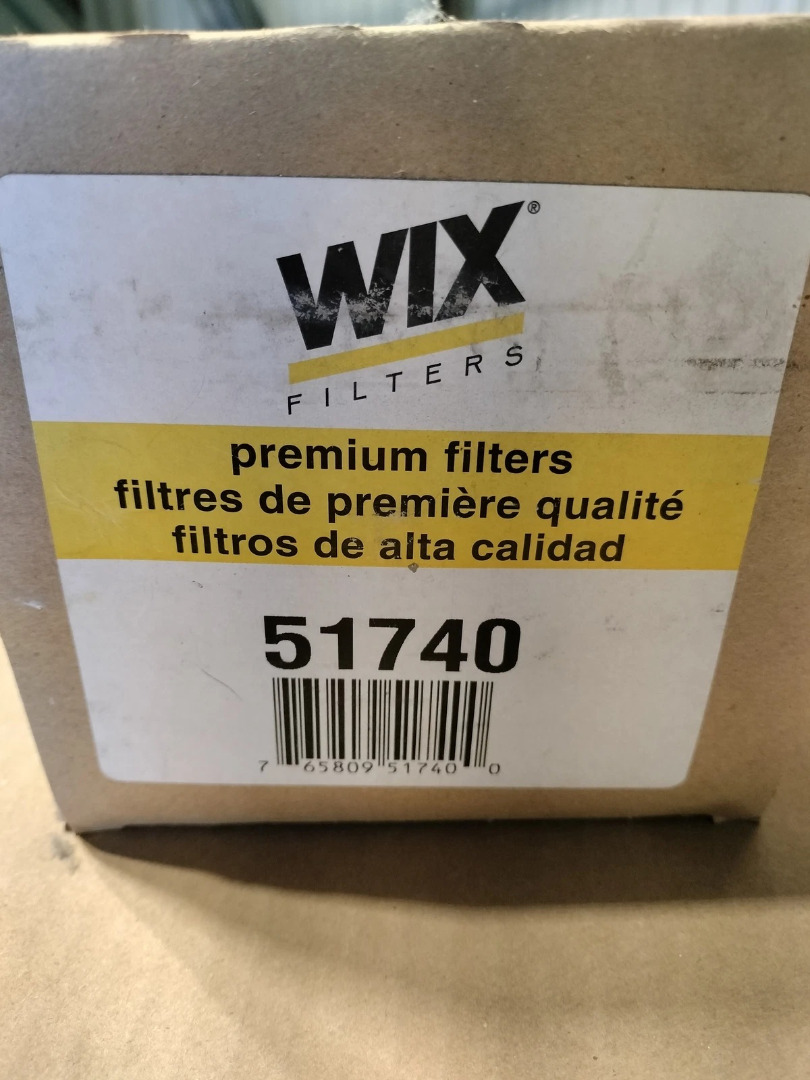 WIX®
FILTERS
premium filters
filtres de première qualité
filtros de alta calidad
51740
7 65809 51740 0